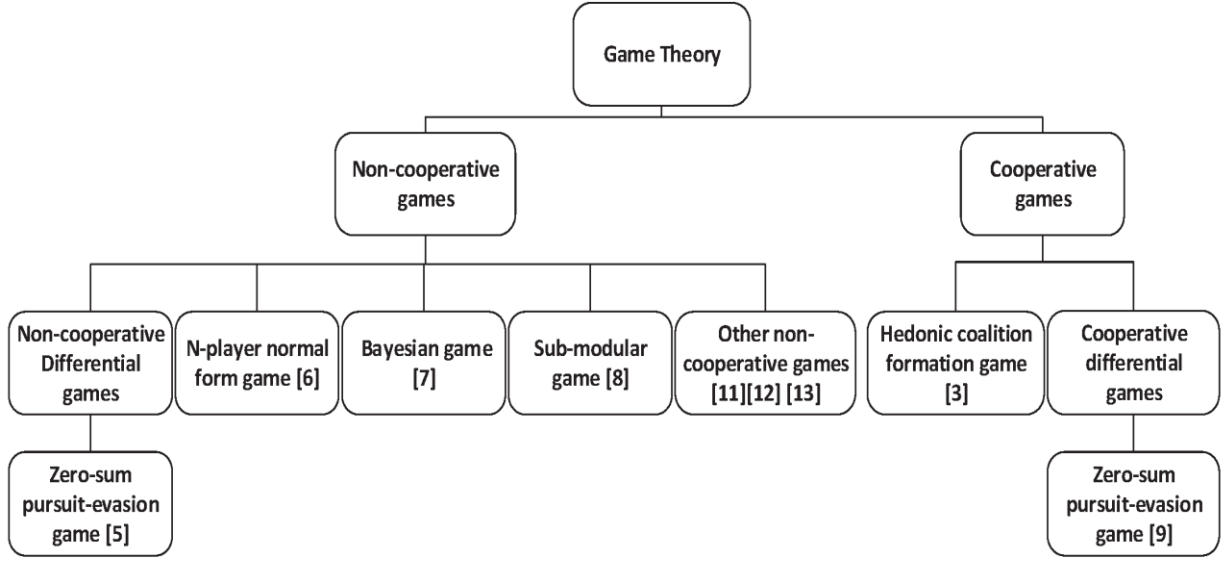 Game Theory
Non-cooperative
games
Cooperative
games
Non-cooperative
Differential
games
N-player normal
form game [6]
Bayesian game
[7]
Sub-modular
game [8]
Other non-
cooperative games
[11][12] [13]
Hedonic coalition
formation game
[3]
Cooperative
differential
games
Zero-sum
pursuit-evasion
game [5]
Zero-sum
pursuit-evasion
game [9]